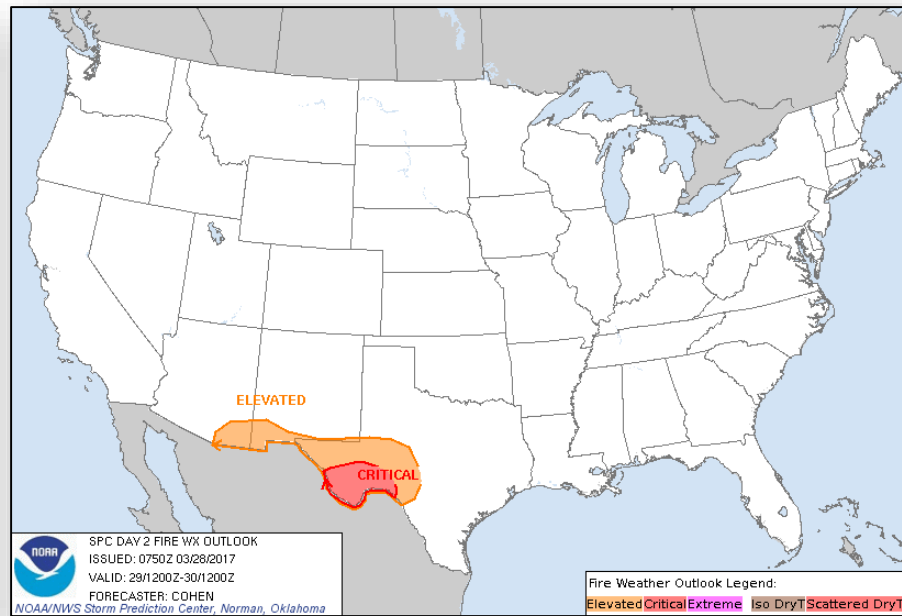 ELEVATED
CRITICAL
NOAA
SPC DAY 2 FIRE WX OUTLOOK
ISSUED: 0750Z 03/28/2017
VALID: 29/1200Z-30/1200Z
FORECASTER: COHEN
NOAA/NWS Storm Prediction Center, Norman, Oklahoma
Fire Weather Outlook Legend:
Elevated Critical Extreme Iso DryT Scattered DryT